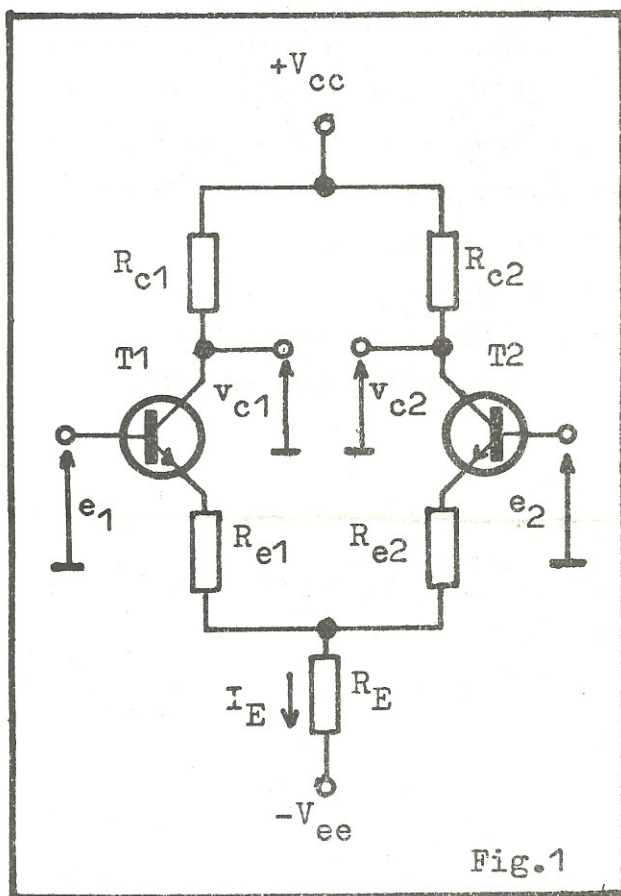 +Vcc
Rc1
Rc2
T1
T2
vc1
vc2
e1
e2
Re1
Re2
IE
RE
-Vee
Fig.1